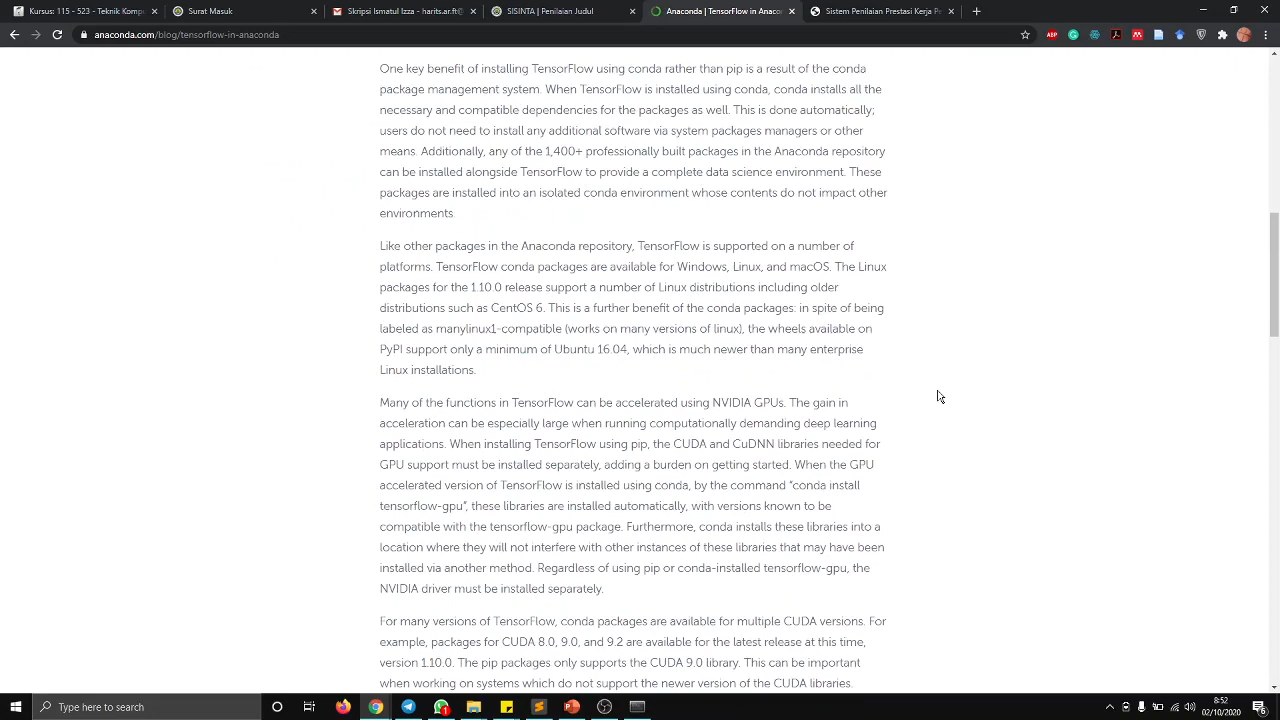 Kursus: 115 - 523 - Teknik Komp
Surat Masuk:
Skripsi Ismatul Izza - harits.ar.ft@
SISINTA | Penilaian Judul
Anaconda | TensorFlow in Anacon
Sistem Penilaian Prestasi Kerja Pe
anaconda.com/blog/tensorflow-in-anaconda
ABP
One key benefit of installing TensorFlow using conda rather than pip is a result of the conda
package management system. When TensorFlow is installed using conda, conda installs all the
necessary and compatible dependencies for the packages as well. This is done automatically;
users do not need to install any additional software via system packages managers or other
means. Additionally, any of the 1,400+ professionally built packages in the Anaconda repository
can be installed alongside TensorFlow to provide a complete data science environment. These
packages are installed into an isolated conda environment whose contents do not impact other
environments.
Like other packages in the Anaconda repository, TensorFlow is supported on a number of
platforms. TensorFlow conda packages are available for Windows, Linux, and macOS. The Linux
packages for the 1.10.0 release support a number of Linux distributions including older
distributions such as CentOS 6. This is a further benefit of the conda packages: in spite of being
labeled as manylinux1-compatible (works on many versions of linux), the wheels available on
PyPI support only a minimum of Ubuntu 16.04, which is much newer than many enterprise
Linux installations.
Many of the functions in TensorFlow can be accelerated using NVIDIA GPUs. The gain in
acceleration can be especially large when running computationally demanding deep learning
applications. When installing TensorFlow using pip, the CUDA and CuDNN libraries needed for
GPU support must be installed separately, adding a burden on getting started. When the GPU
accelerated version of TensorFlow is installed using conda, by the command “conda install
tensorflow-gpu”, these libraries are installed automatically, with versions known to be
compatible with the tensorflow-gpu package. Furthermore, conda installs these libraries into a
location where they will not interfere with other instances of these libraries that may have been
installed via another method. Regardless of using pip or conda-installed tensorflow-gpu, the
NVIDIA driver must be installed separately.
For many versions of TensorFlow, conda packages are available for multiple CUDA versions. For
example, packages for CUDA 8.0, 9.0, and 9.2 are available for the latest release at this time,
version 1.10.0. The pip packages only supports the CUDA 9.0 library. This can be important
when working on systems which do not support the newer version of the CUDA libraries.
Type here to search
8:52
02/10/2020